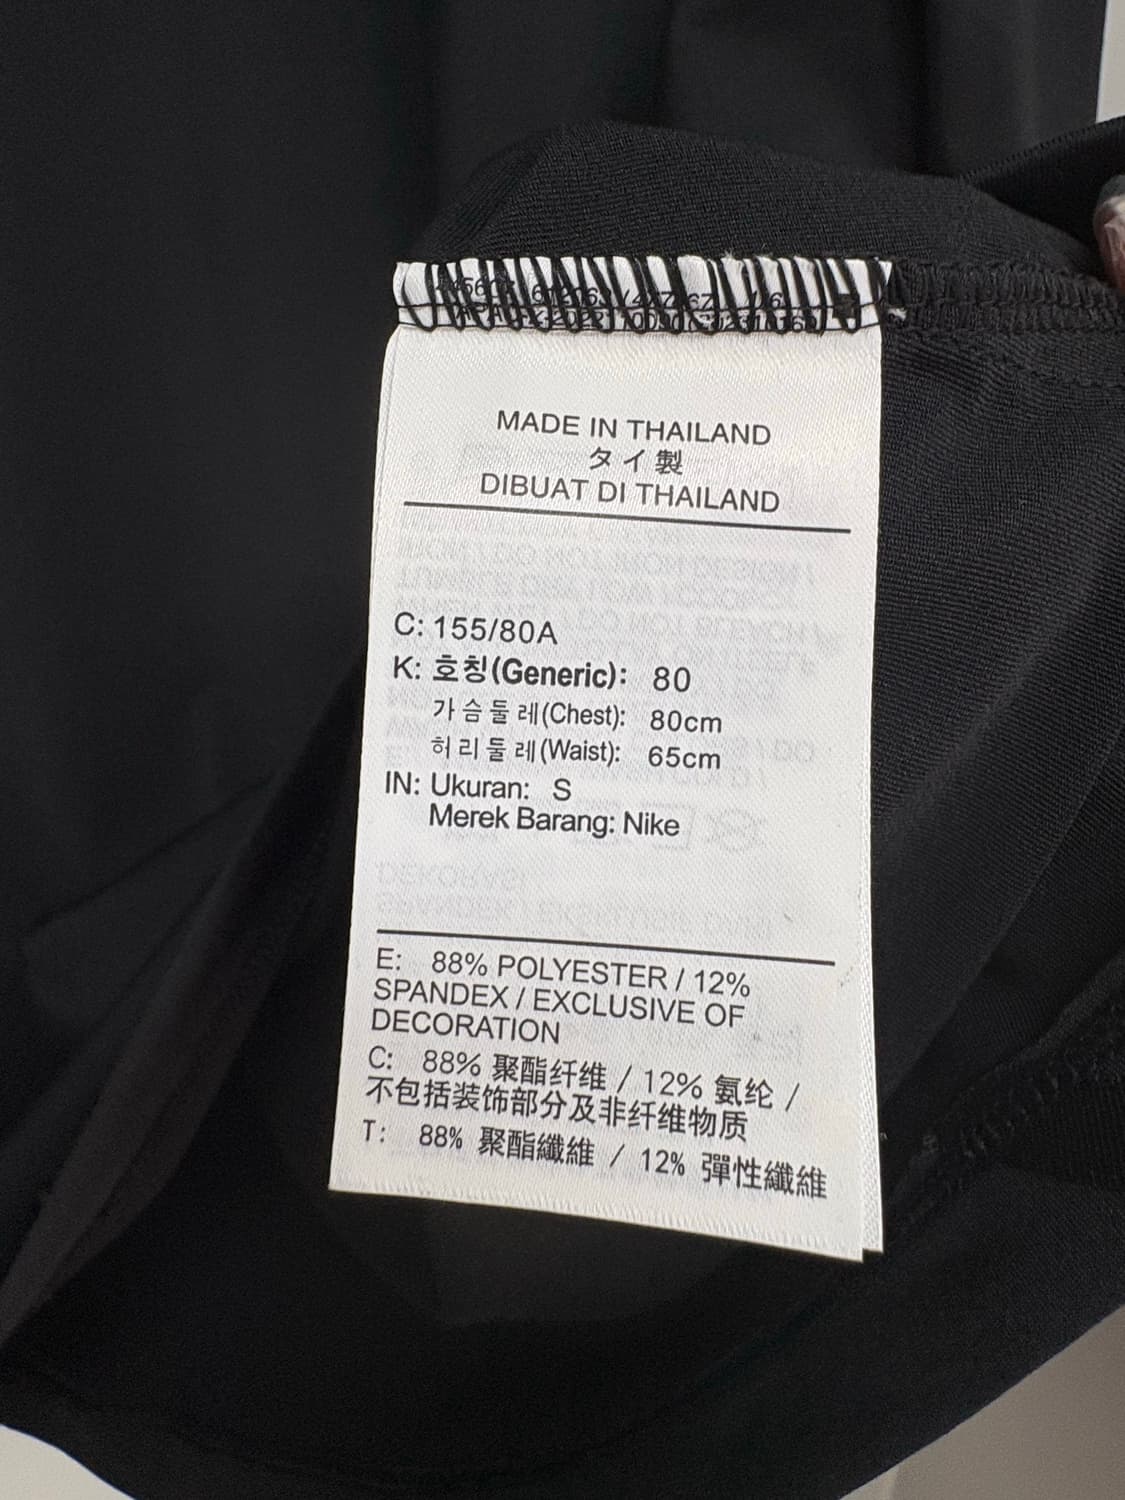 MADE IN THAILAND
タイ製
DIBUAT DI THAILAND
C: 155/80A
K: 호칭(Generic): 80
가슴둘레(Chest): 80cm
허리둘레(Waist): 65cm
IN: Ukuran: S
Merek Barang: Nike
E: 88% POLYESTER / 12%
SPANDEX / EXCLUSIVE OF
DECORATION
C: 88% 聚酯纤维 / 12% 氨纶 /
不包括装饰部分及非纤维物质
T: 88% 聚酯纖維 / 12% 彈性纖維